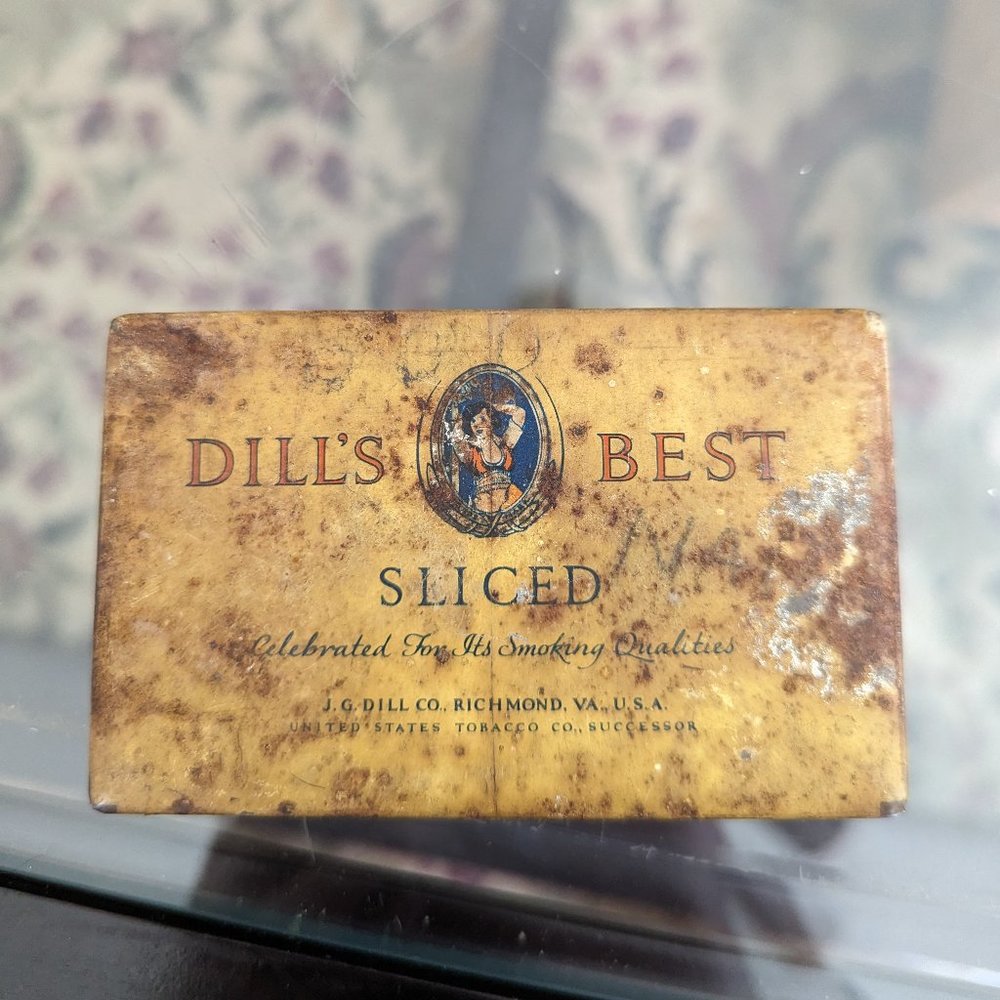 DILL'S BEST
SLICED
Celebrated For Its Smoking Qualities
J. G. DILL CO., RICHMOND, VA., U.S.A.
UNITED STATES TOBACCO CO., SUCCESSOR